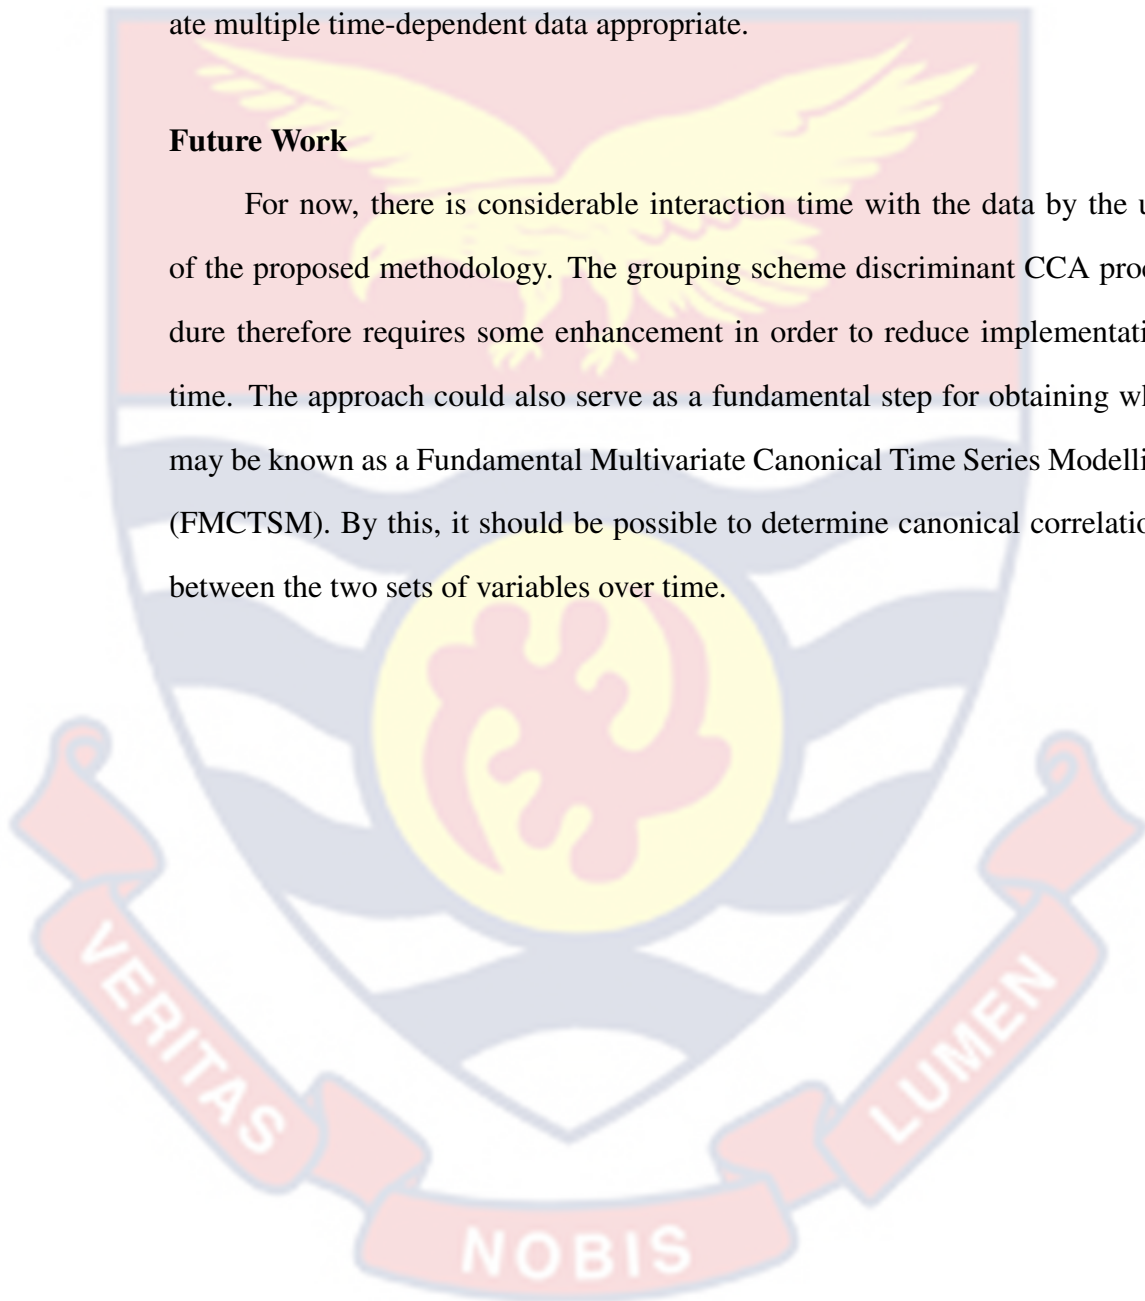 ate multiple time-dependent data appropriate.
Future Work
For now, there is considerable interaction time with the data by the u
of the proposed methodology. The grouping scheme discriminant CCA proc
dure therefore requires some enhancement in order to reduce implementati
time. The approach could also serve as a fundamental step for obtaining wh
may be known as a Fundamental Multivariate Canonical Time Series Modelli
(FMCTSM). By this, it should be possible to determine canonical correlatio
between the two sets of variables over time.
VERITAS
NOBIS
LUMEN